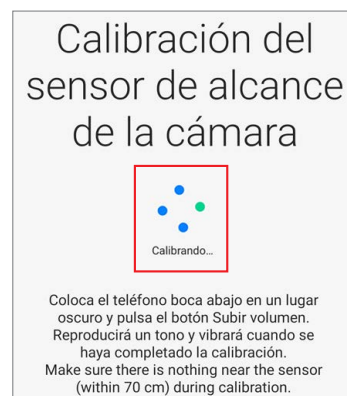 Calibración del
sensor de alcance
de la cámara
Calibrando...
Coloca el teléfono boca abajo en un lugar
oscuro y pulsa el botón Subir volumen.
Reproducirá un tono y vibrará cuando se
haya completado la calibración.
Make sure there is nothing near the sensor
(within 70 cm) during calibration.